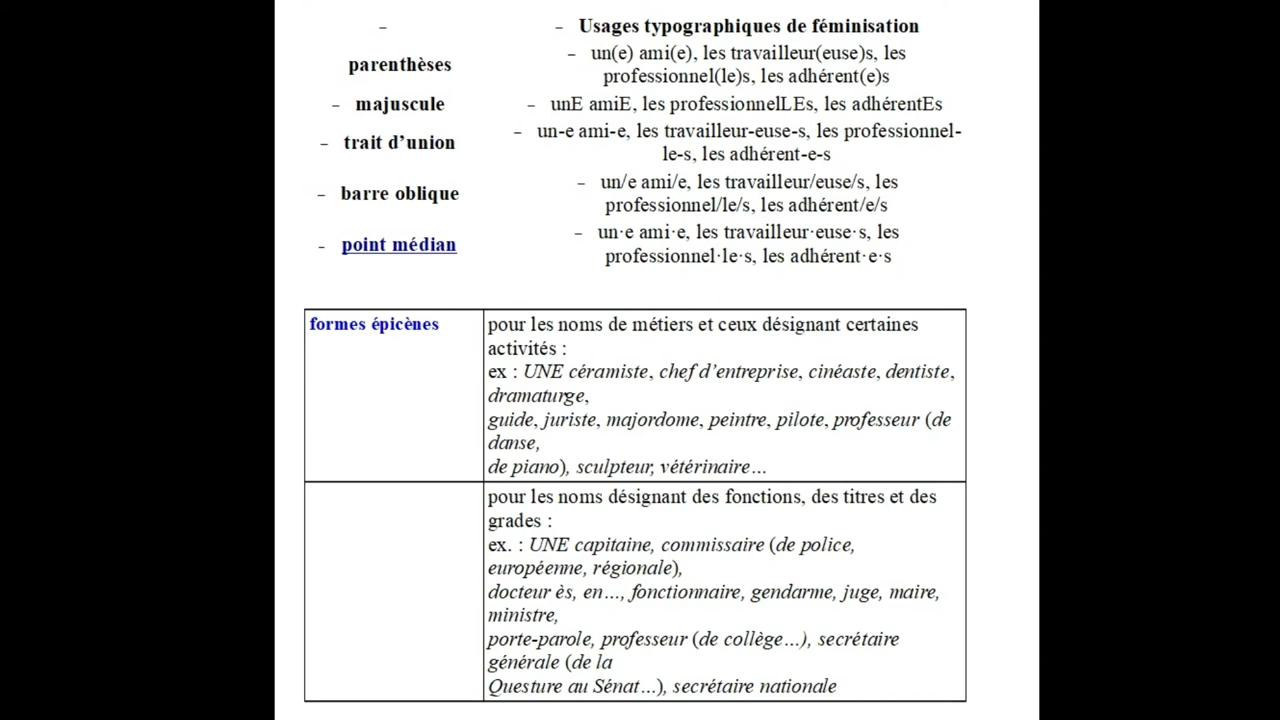 –
– Usages typographiques de féminisation
parenthèses
– un(e) ami(e), les travailleur(euse)s, les
professionnel(le)s, les adhérent(e)s
– majuscule
– unE amiE, les professionnelLEs, les adhérentEs
– trait d’union
– un-e ami-e, les travailleur-euse-s, les professionnel-
le-s, les adhérent-e-s
– barre oblique
– un/e ami/e, les travailleur/euse/s, les
professionnel/le/s, les adhérent/e/s
– point médian
– un·e ami·e, les travailleur·euse·s, les
professionnel·le·s, les adhérent·e·s
formes épicènes
pour les noms de métiers et ceux désignant certaines
activités :
ex : UNE céramiste, chef d’entreprise, cinéaste, dentiste,
dramaturge,
guide, juriste, majordome, peintre, pilote, professeur (de
danse,
de piano), sculpteur, vétérinaire…
pour les noms désignant des fonctions, des titres et des
grades :
ex. : UNE capitaine, commissaire (de police,
européenne, régionale),
docteur ès, en…, fonctionnaire, gendarme, juge, maire,
ministre,
porte-parole, professeur (de collège…), secrétaire
générale (de la
Questure au Sénat…), secrétaire nationale